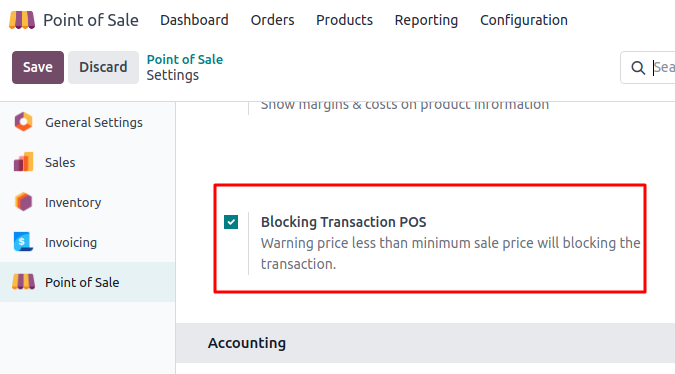 Point of Sale Dashboard Orders Products Reporting Configuration
Save Discard Point of Sale
Settings
Sea
Show margins & costs on product information
General Settings
Sales
Inventory
Invoicing
Point of Sale
Blocking Transaction POS
Warning price less than minimum sale price will blocking the
transaction.
Accounting